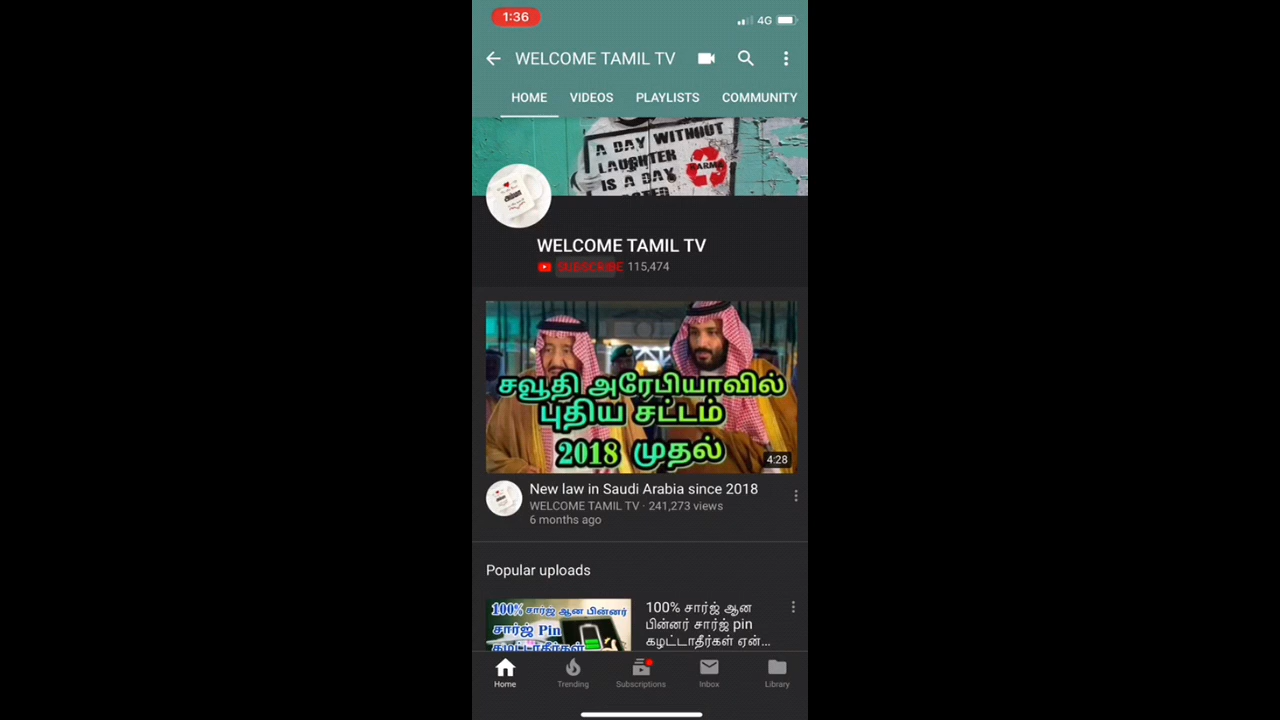 1:36
4G
WELCOME TAMIL TV
HOME VIDEOS PLAYLISTS COMMUNITY
A DAY WITHOUT
LAUGHTER
IS A DAY
KARMA
WELCOME TAMIL TV
SUBSCRIBE 115,474
சவூதி அரேபியாவில்
புதிய சட்டம்
2018 முதல்
4:28
New law in Saudi Arabia since 2018
WELCOME TAMIL TV · 241,273 views
6 months ago
Popular uploads
100% சார்ஜ் ஆன பின்னர்
சார்ஜ் Pin
கழட்டாதீர்கள்
100% சார்ஜ் ஆன
பின்னர் சார்ஜ் pin
கழட்டாதீர்கள் ஏன்...
Home Trending Subscriptions Inbox Library